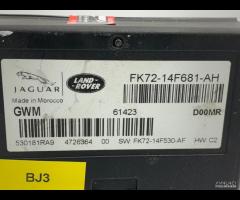 JAGUAR
LAND-
ROVER
FK72-14F681-AH
Made in Morocco
GWM
61423
D00MR
530181RA9
4726364
00
SW FK72-14F530-AF
HW C2
BJ3